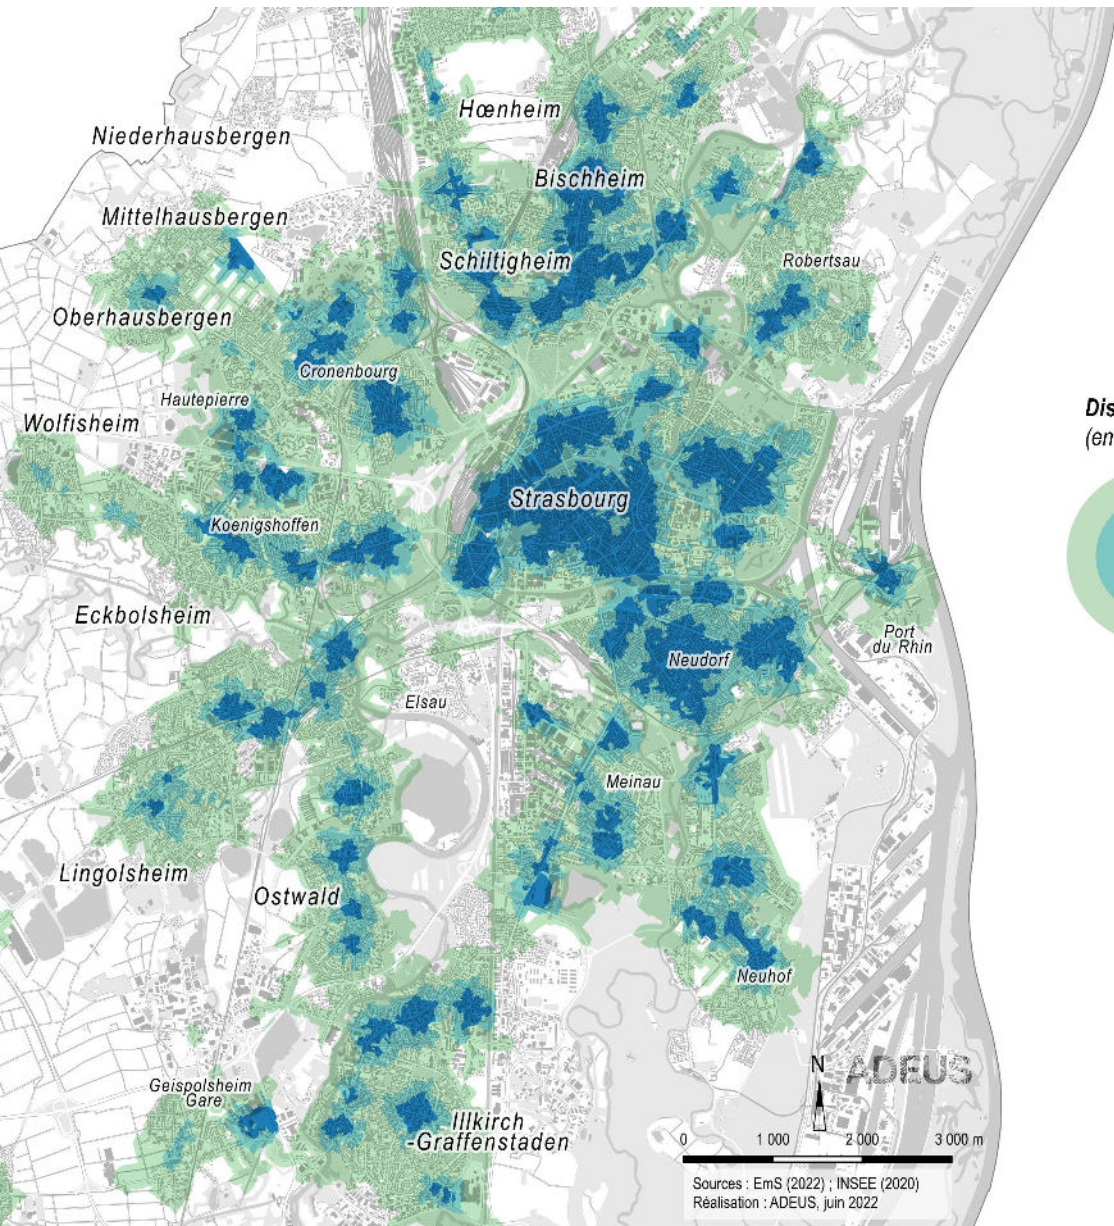 Hœnheim
Niederhausbergen
Bischheim
Mittelhausbergen
Schiltigheim
Robertsau
Oberhausbergen
Cronenbourg
Hautepierre
Wolfisheim
Dis
(en
Strasbourg
Koenigshoffen
Eckbolsheim
Port
du Rhin
Neudorf
Elsau
Meinau
Lingolsheim
Ostwald
Neuhof
N
ADEUS
Geispolsheim
Gare
Illkirch
-Graffenstaden
0 1 000 2 000 3 000 m
Sources : EmS (2022) ; INSEE (2020)
Réalisation : ADEUS, juin 2022